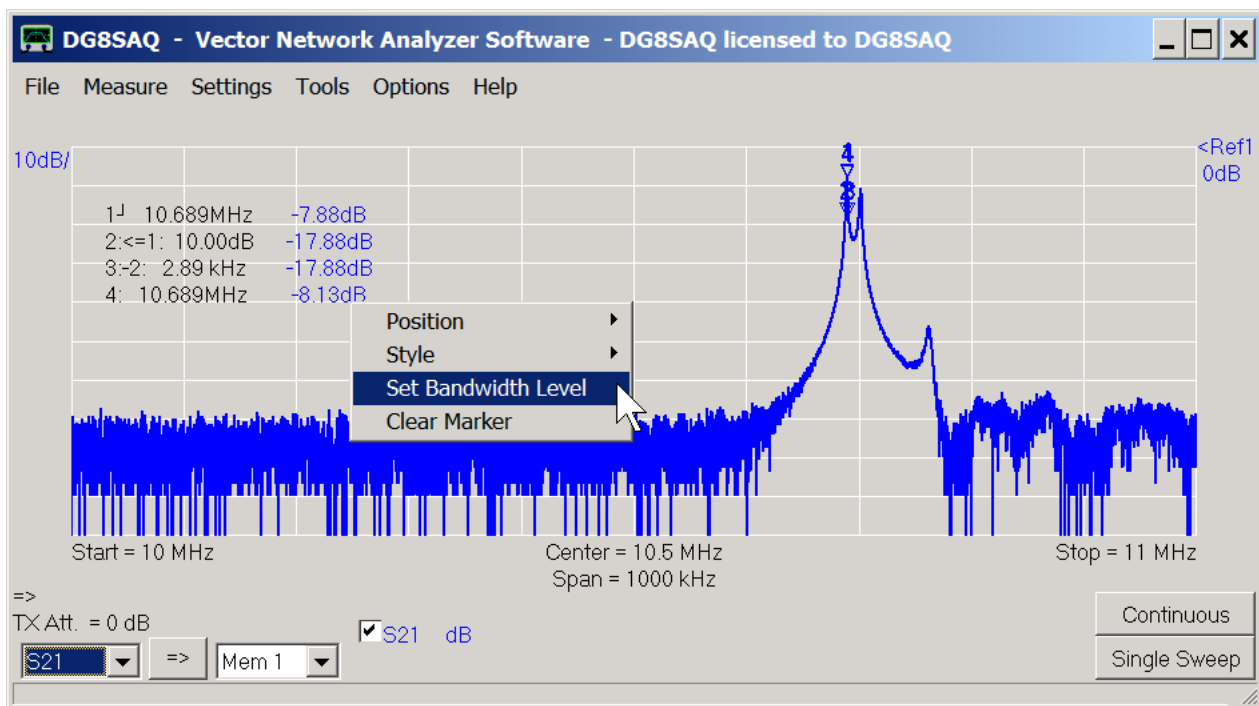 DG8SAQ - Vector Network Analyzer Software - DG8SAQ licensed to DG8SAQ
File Measure Settings Tools Options Help
10dB/
<Ref1
0dB
4
1┘ 10.689MHz -7.88dB
2:<=1: 10.00dB -17.88dB
3:-2: 2.89 kHz -17.88dB
4: 10.689MHz -8.13dB
Position
Style
Set Bandwidth Level
Clear Marker
Start = 10 MHz
Center = 10.5 MHz
Stop = 11 MHz
Span = 1000 kHz
=>
TX Att. = 0 dB
S21 dB
Continuous
S21 => Mem 1
Single Sweep